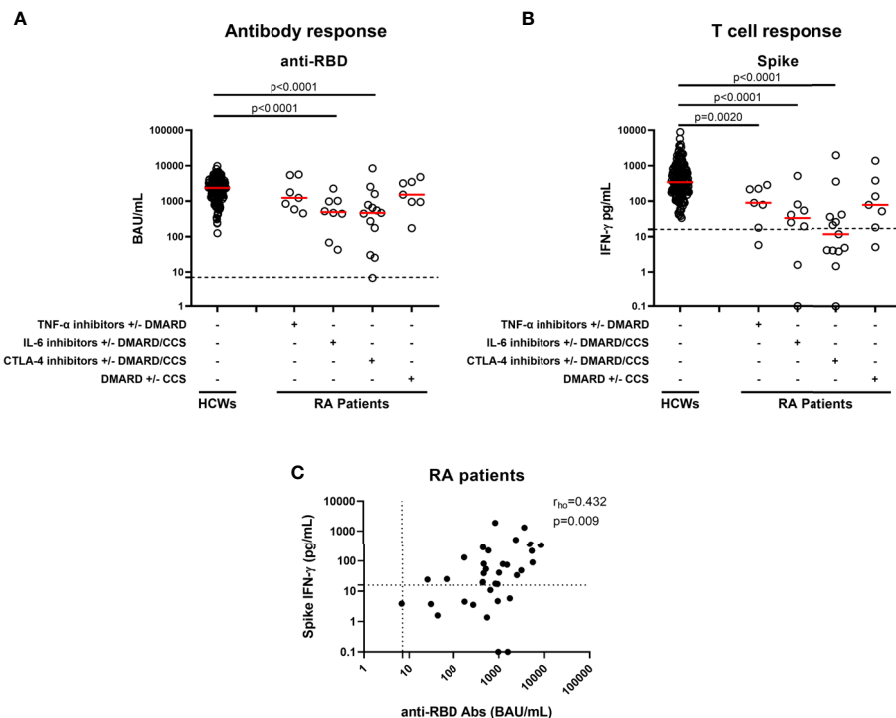 A
Antibody response
anti-RBD
p<0.0001
p<0.0001
100000
10000
1000
100
10
1
BAU/mL
TNF-α inhibitors +/- DMARD - - + - - -
IL-6 inhibitors +/- DMARD/CCS - - - + - -
CTLA-4 inhibitors +/- DMARD/CCS - - - - + -
DMARD +/- CCS - - - - +
HCWs RA Patients
B
T cell response
Spike
p<0.0001
p<0.0001
p=0.0020
100000
10000
1000
100
10
1
0.1
IFN-γ pg/mL
TNF-α inhibitors +/- DMARD - + - - -
IL-6 inhibitors +/- DMARD/CCS - - + - -
CTLA-4 inhibitors +/- DMARD/CCS - - - + -
DMARD +/- CCS - - - - +
HCWs RA Patients
C
RA patients
rho=0.432
p=0.009
10000
1000
100
10
1
0.1
Spike IFN-γ (pg/mL)
1 10 100 1000 10000 100000
anti-RBD Abs (BAU/mL)